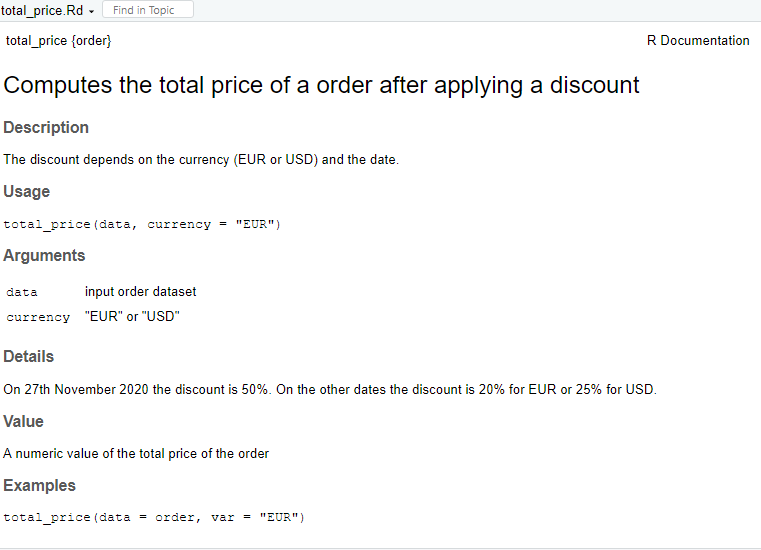 total_price.Rd
Find in Topic
total_price {order}
R Documentation
Computes the total price of a order after applying a discount
Description
The discount depends on the currency (EUR or USD) and the date.
Usage
total_price(data, currency = "EUR")
Arguments
data input order dataset
currency "EUR" or "USD"
Details
On 27th November 2020 the discount is 50%. On the other dates the discount is 20% for EUR or 25% for USD.
Value
A numeric value of the total price of the order
Examples
total_price(data = order, var = "EUR")